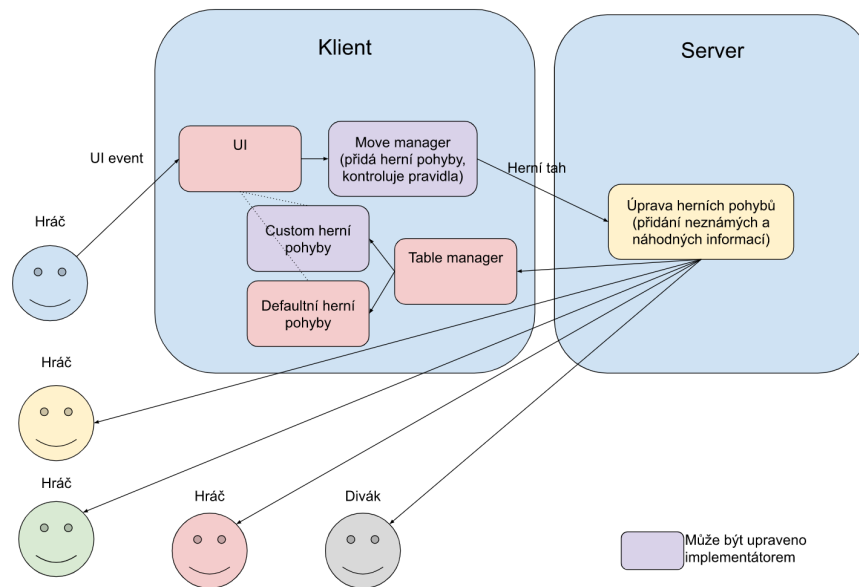 Klient
Server
UI event
UI
Move manager
(přidá herní pohyby,
kontroluje pravidla)
Herní tah
Úprava herních pohybů
(přidání neznámých a
náhodných informací)
Hráč
Custom herní
pohyby
Table manager
Defaultní herní
pohyby
Hráč
Hráč
Hráč
Divák
Může být upraveno
implementátorem